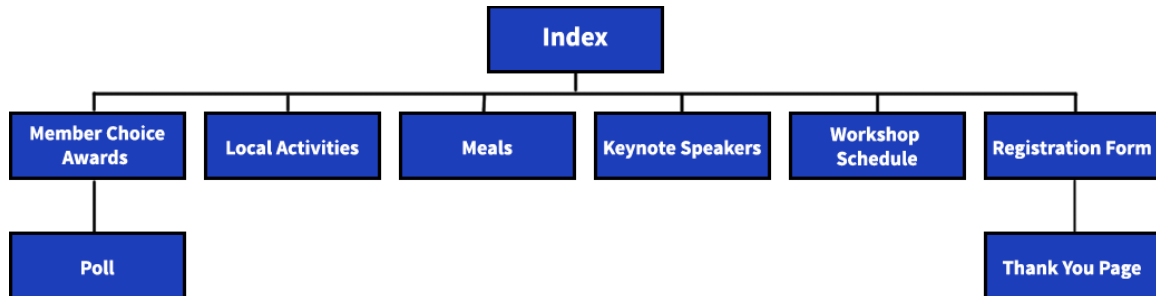 Index
Member Choice
Awards
Local Activities
Meals
Keynote Speakers
Workshop
Schedule
Registration Form
Poll
Thank You Page